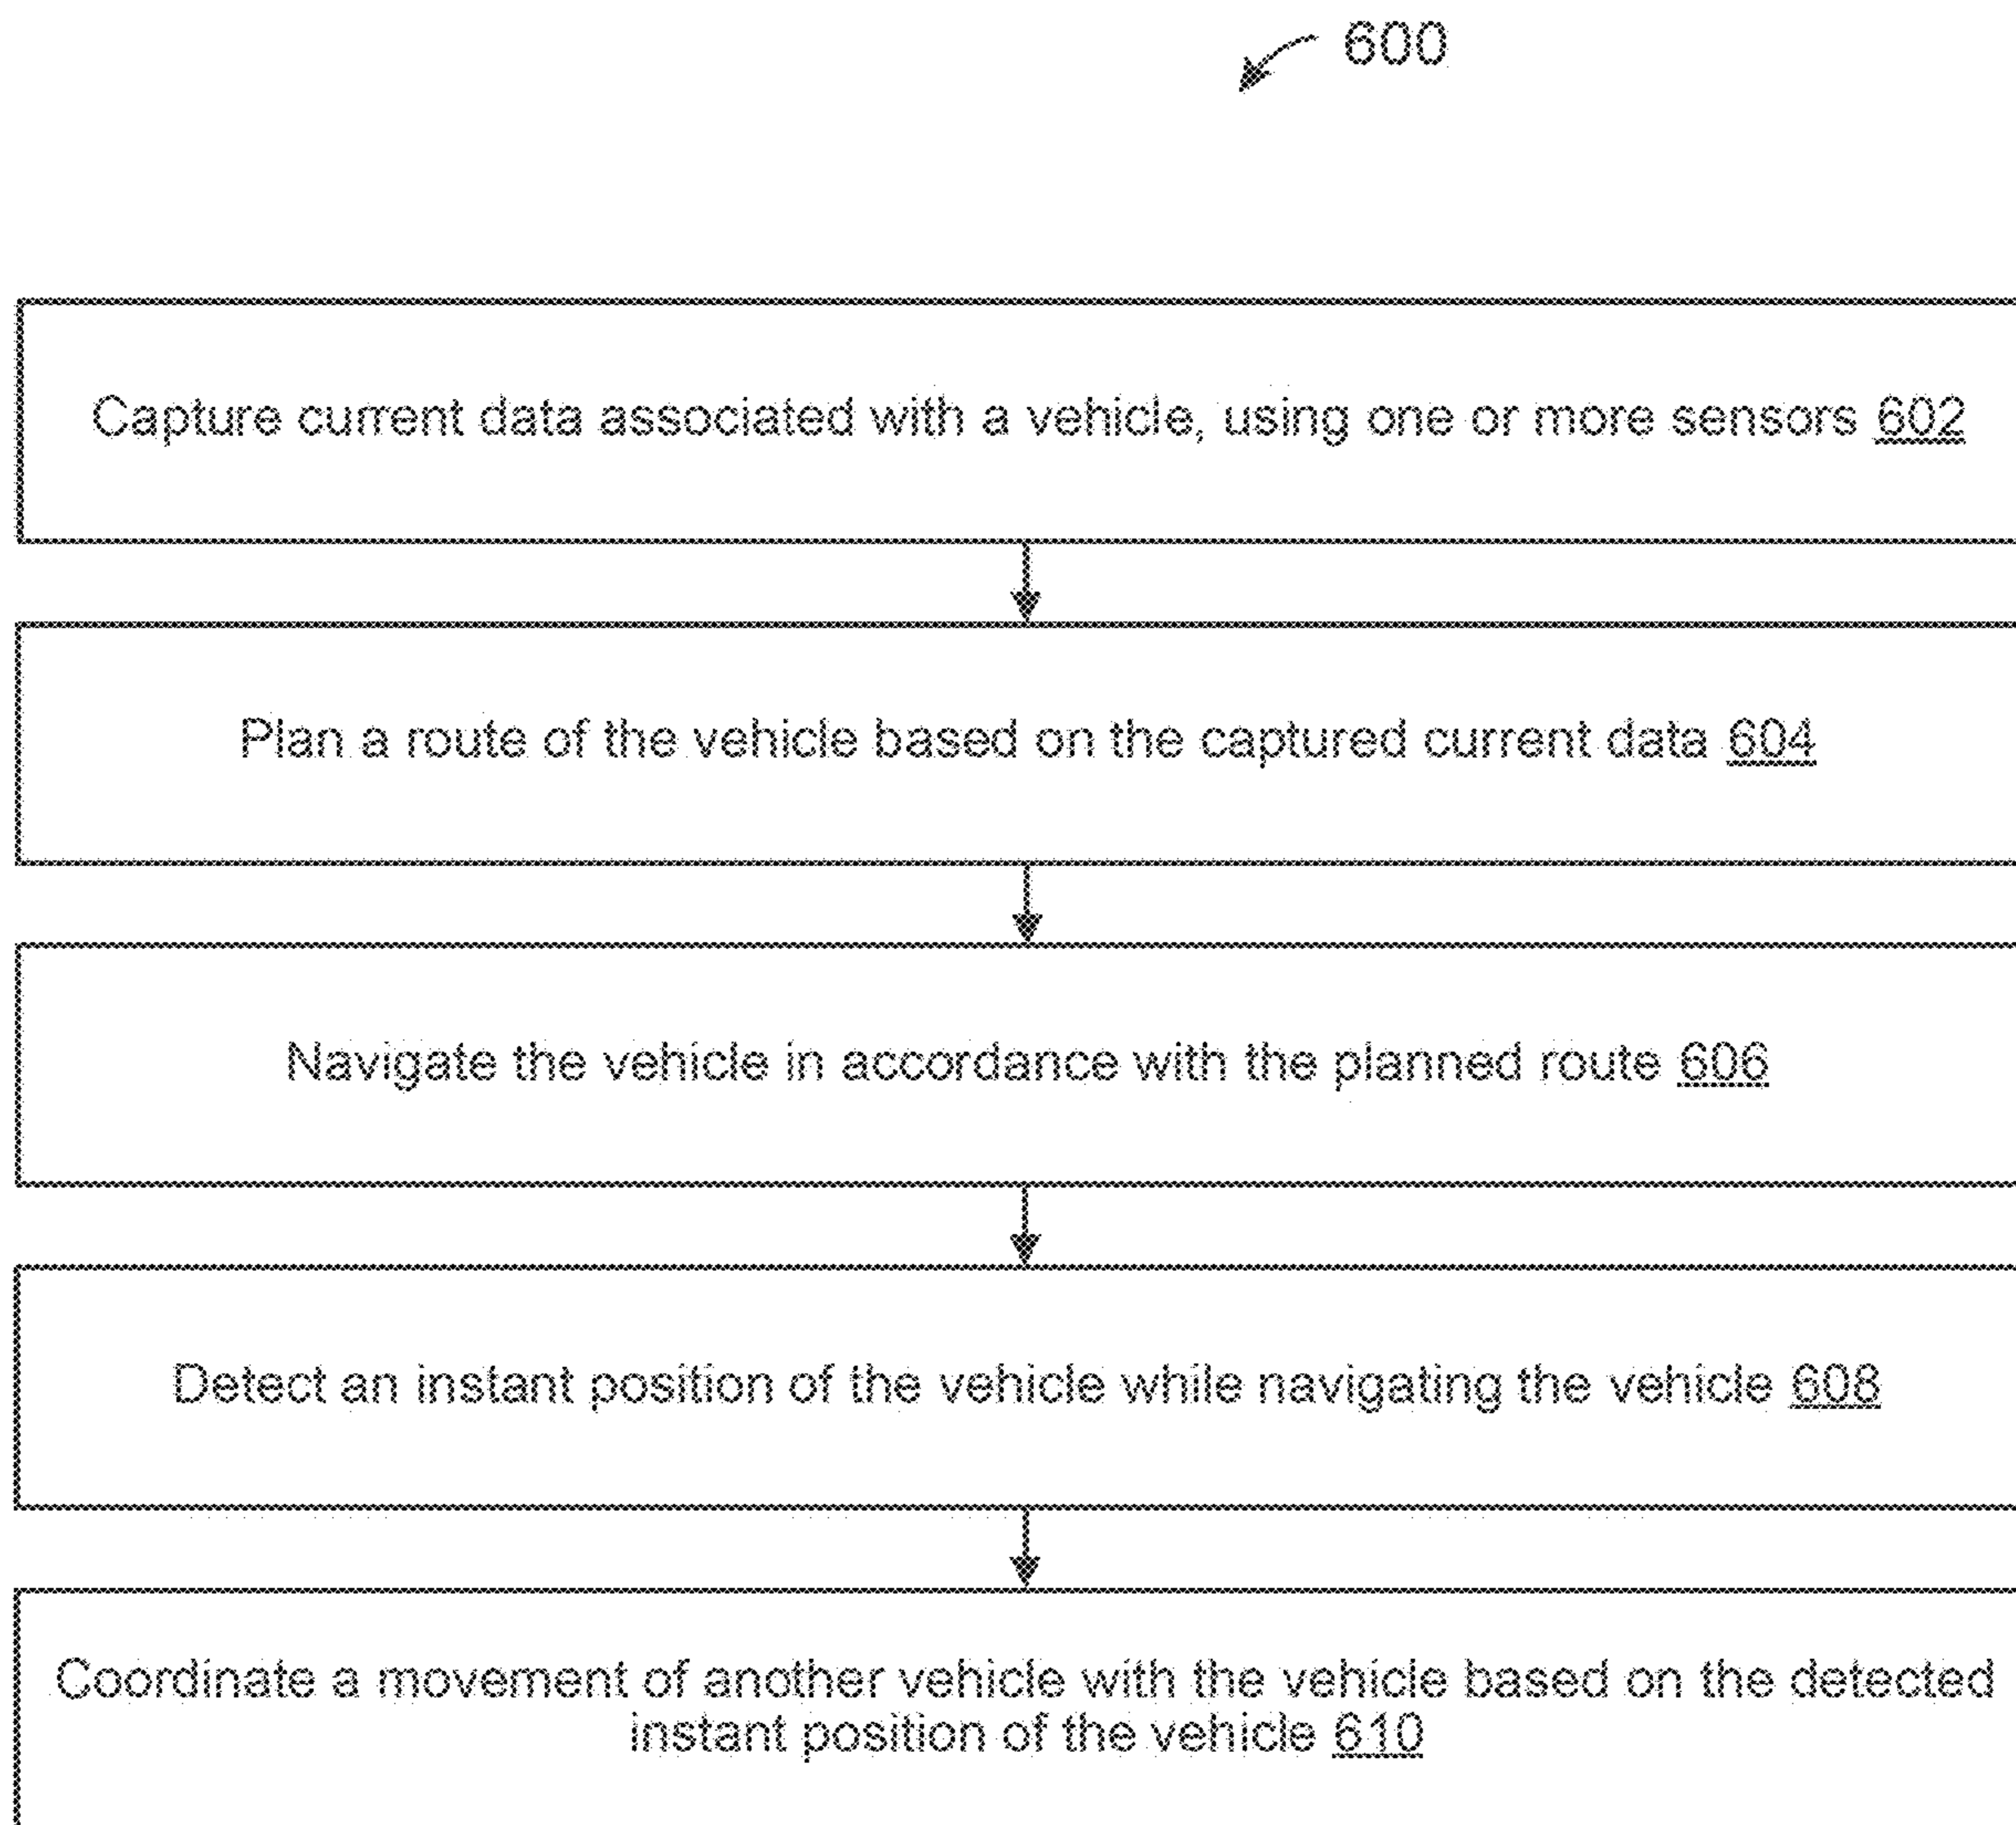 600
Capture current data associated with a vehicle, using one or more sensors 602
Plan a route of the vehicle based on the captured current data 604
Navigate the vehicle in accordance with the planned route 606
Detect an instant position of the vehicle while navigating the vehicle 608
Coordinate a movement of another vehicle with the vehicle based on the detected
instant position of the vehicle 610